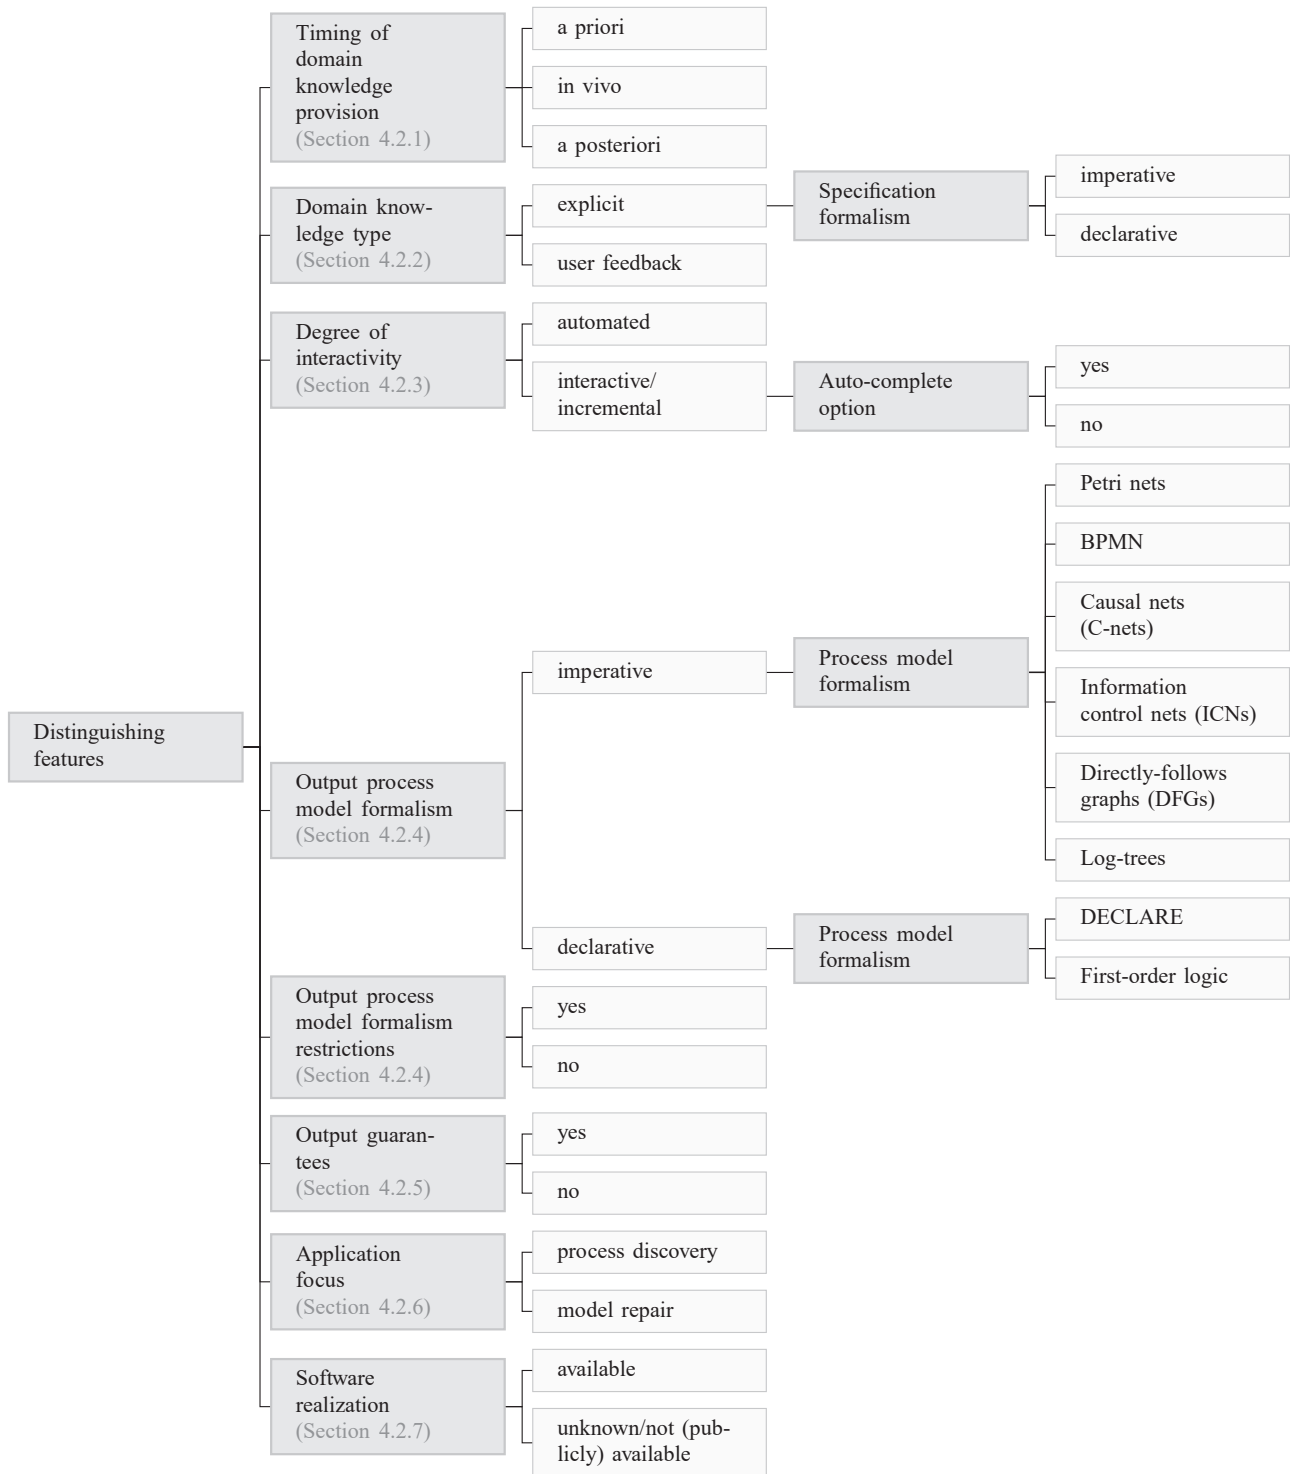 Distinguishing
features
Timing of
domain
knowledge
provision
(Section 4.2.1)
a priori
in vivo
a posteriori
Domain know-
ledge type
(Section 4.2.2)
explicit
Specification
formalism
imperative
declarative
user feedback
Degree of
interactivity
(Section 4.2.3)
automated
interactive/
incremental
Auto-complete
option
yes
no
Output process
model formalism
(Section 4.2.4)
imperative
Process model
formalism
Petri nets
BPMN
Causal nets
(C-nets)
Information
control nets (ICNs)
Directly-follows
graphs (DFGs)
Log-trees
declarative
Process model
formalism
DECLARE
First-order logic
Output process
model formalism
restrictions
(Section 4.2.4)
yes
no
Output guaran-
tees
(Section 4.2.5)
yes
no
Application
focus
(Section 4.2.6)
process discovery
model repair
Software
realization
(Section 4.2.7)
available
unknown/not (pub-
licly) available